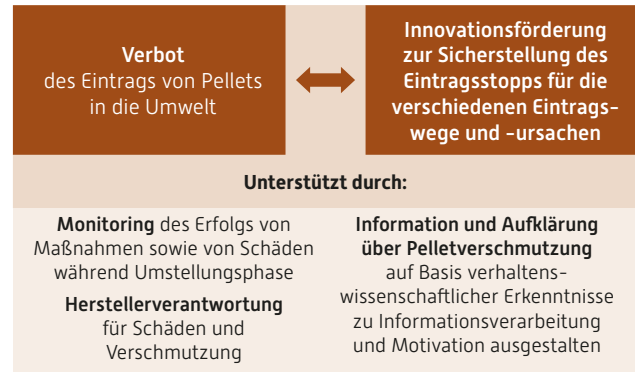 Verbot
des Eintrags von Pellets
in die Umwelt
Innovationsförderung
zur Sicherstellung des
Eintragsstopps für die
verschiedenen Eintrags-
wege und -ursachen
Unterstützt durch:
Monitoring des Erfolgs von
Maßnahmen sowie von Schäden
während Umstellungsphase
Herstellerverantwortung
für Schäden und
Verschmutzung
Information und Aufklärung
über Pelletverschmutzung
auf Basis verhaltens-
wissenschaftlicher Erkenntnisse
zu Informationsverarbeitung
und Motivation ausgestalten